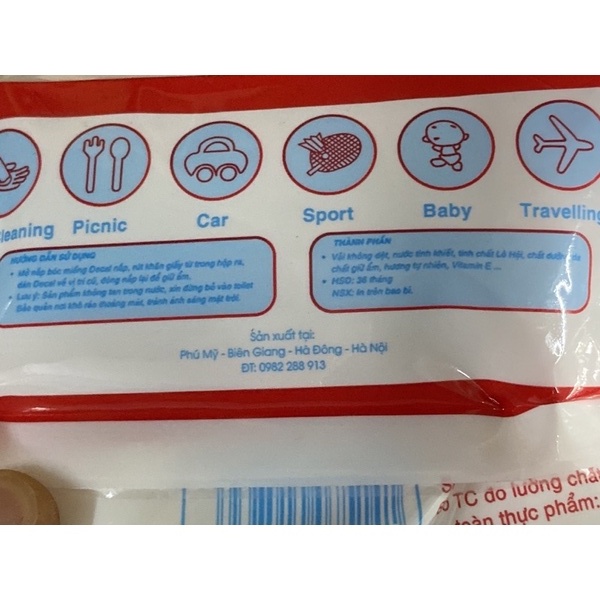 Cleaning Picnic Car Sport Baby Travelling
HƯỚNG DẪN SỬ DỤNG
• Mở nắp bóc miếng Decal nắp, rút khăn giấy từ trong hộp ra,
dán Decal về vị trí cũ, đóng nắp lại để giữ ẩm.
• Lưu ý: Sản phẩm không tan trong nước, xin đừng bỏ vào toilet
Bảo quản nơi khô ráo thoáng mát, tránh ánh sáng mặt trời.
THÀNH PHẦN
• Vải không dệt, nước tinh khiết, tinh chất Lô Hội, chất dưỡng da
chất giữ ẩm, hương tự nhiên, Vitamin E ...
• HSD: 36 tháng
NSX: In trên bao bì.
Sản xuất tại:
Phú Mỹ - Biên Giang - Hà Đông - Hà Nội
ĐT: 0982 288 913
TC đo lường chất
toàn thực phẩm: